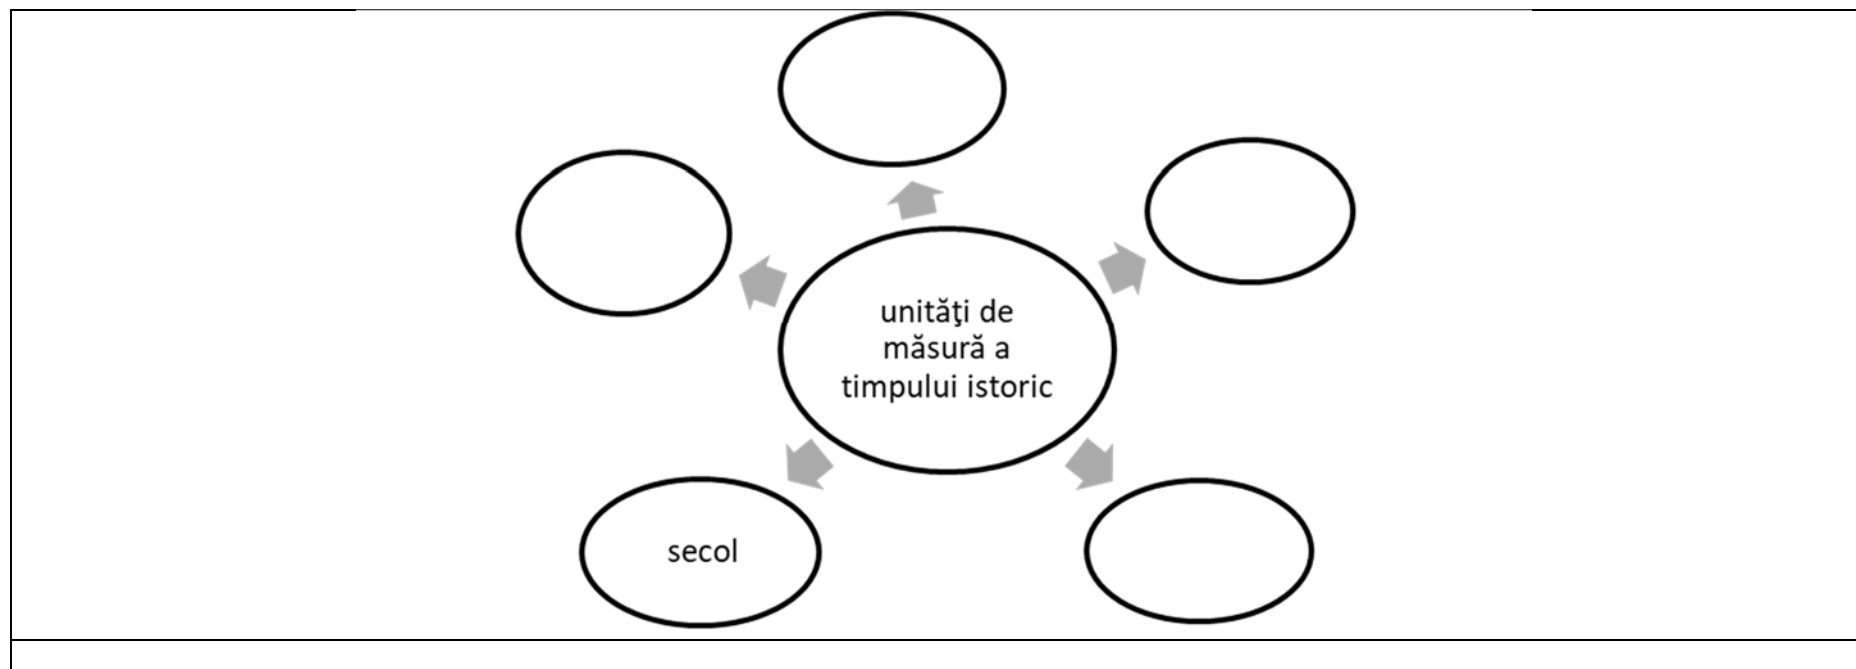 unităţi de
măsură a
timpului istoric
secol